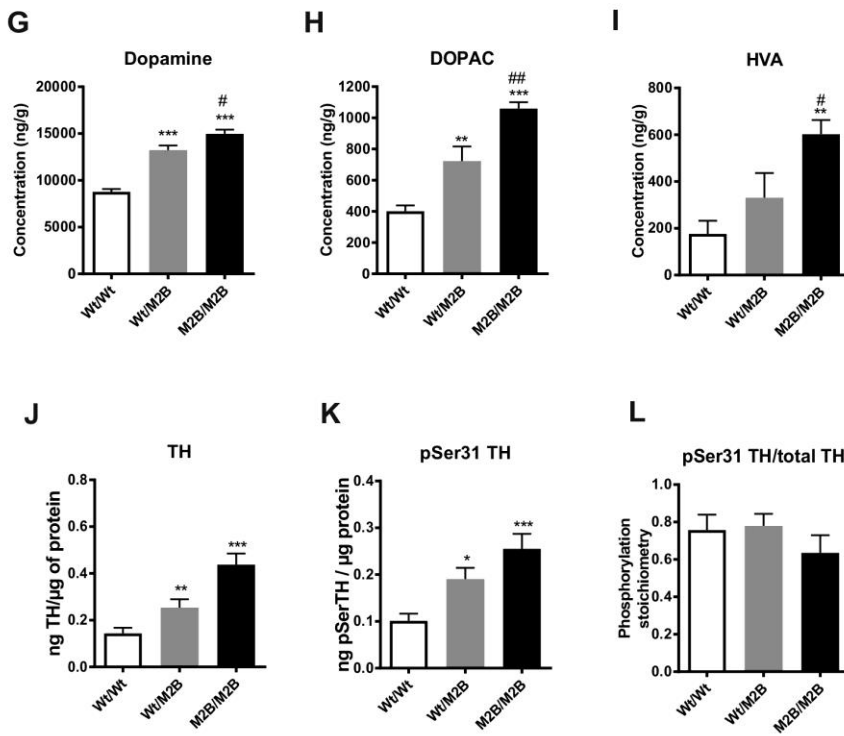 G
Dopamine
Concentration (ng/g)
20000
15000
10000
5000
0
***
#
***
Wt/Wt
Wt/M2B
M2B/M2B
H
DOPAC
Concentration (ng/g)
1200
1000
800
600
400
200
0
**
##
***
Wt/Wt
Wt/M2B
M2B/M2B
I
HVA
Concentration (ng/g)
800
600
400
200
0
#
**
Wt/Wt
Wt/M2B
M2B/M2B
J
TH
ng TH/µg of protein
0.8
0.6
0.4
0.2
0.0
**
***
Wt/Wt
Wt/M2B
M2B/M2B
K
pSer31 TH
ng pSerTH / µg protein
0.4
0.3
0.2
0.1
0.0
*
***
Wt/Wt
Wt/M2B
M2B/M2B
L
pSer31 TH/total TH
Phosphorylation
stoichiometry
1.0
0.8
0.6
0.4
0.2
0.0
Wt/Wt
Wt/M2B
M2B/M2B